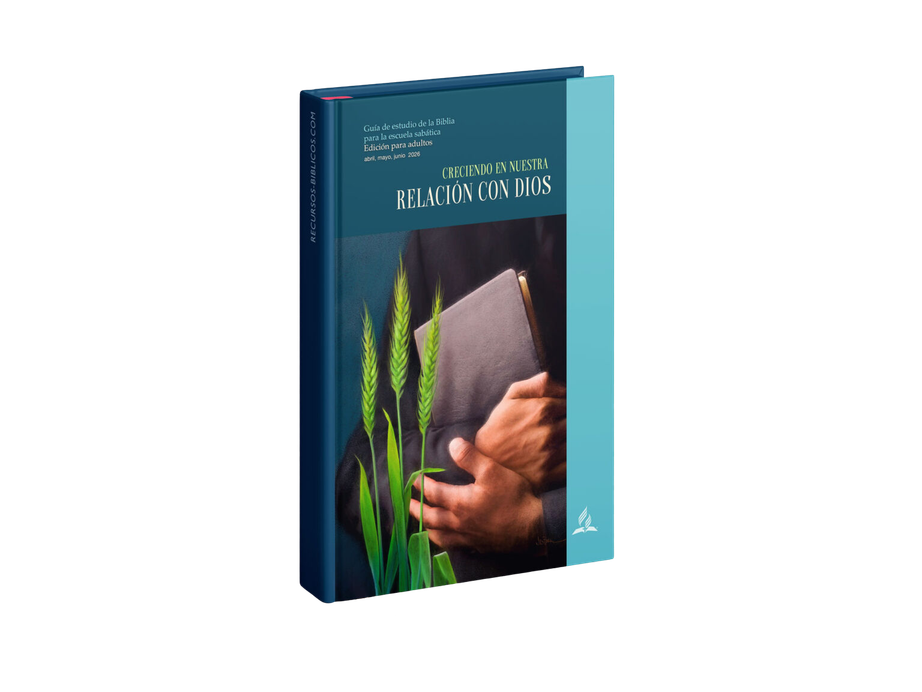 Guía de estudio de la Biblia
para la escuela sabática
Edición para adultos
abril, mayo, junio 2026
CRECIENDO EN NUESTRA
RELACIÓN CON DIOS
RECURSOS-BIBLICOS.COM